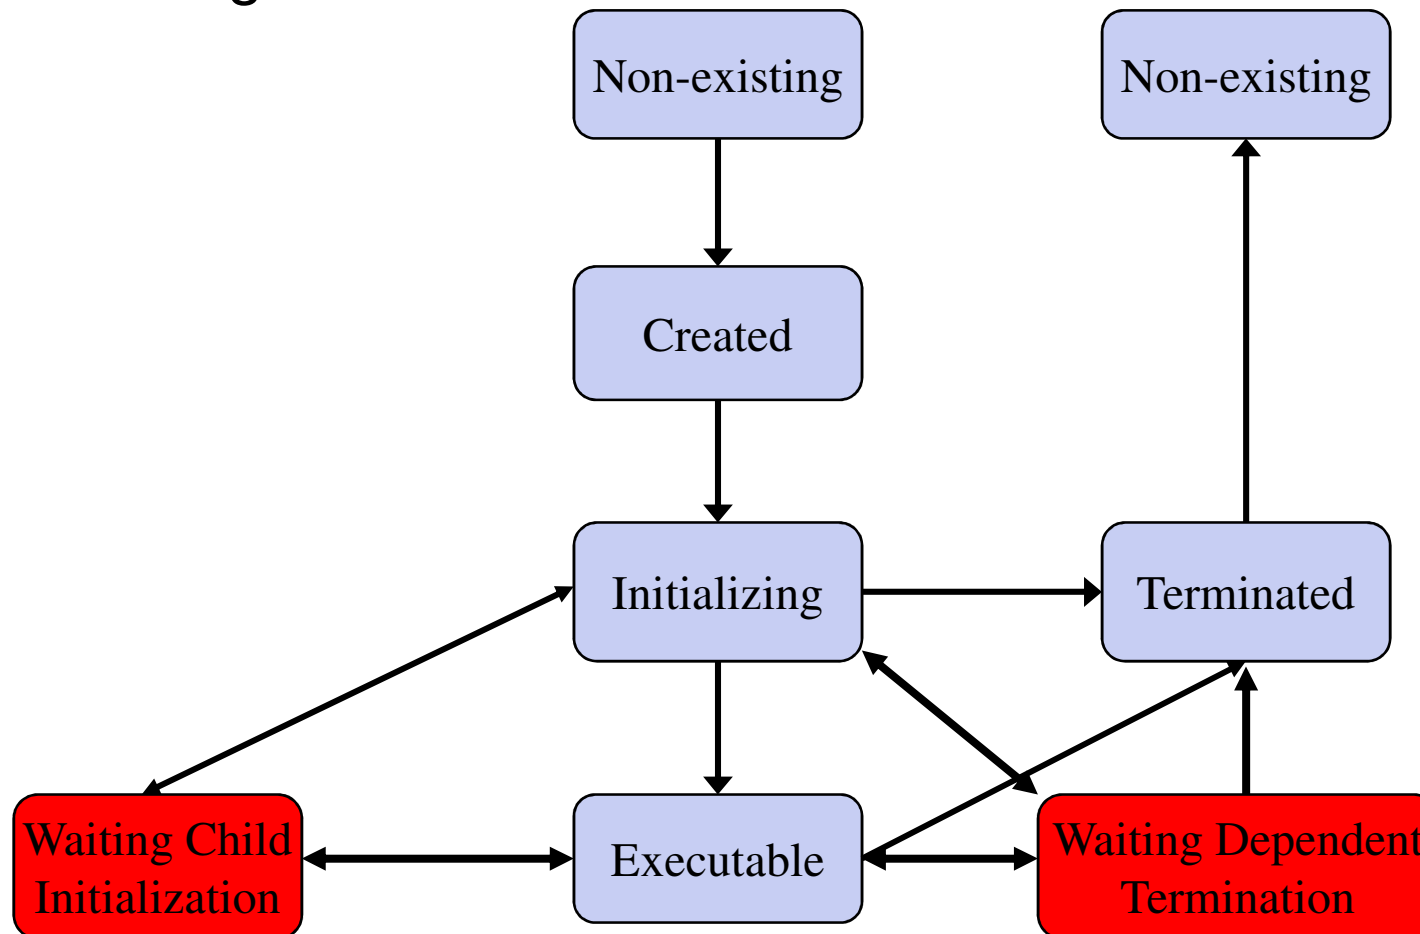 Non-existing
Non-existing
Created
Initializing
Terminated
Waiting Child
Initialization
Executable
Waiting Dependent
Termination